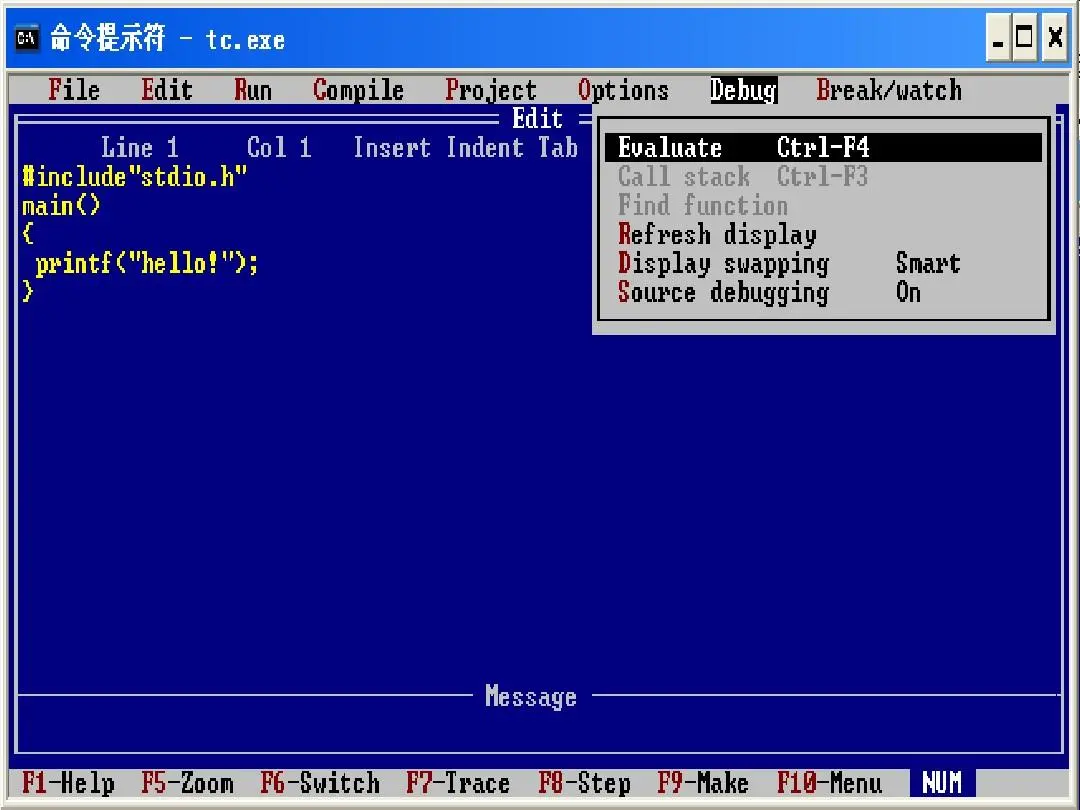 命令提示符 - tc.exe
File Edit Run Compile Project Options Debug Break/watch
Edit
Line 1 Col 1 Insert Indent Tab
#include"stdio.h"
main()
{
printf("hello!");
}
Evaluate Ctrl-F4
Call stack Ctrl-F3
Find function
Refresh display
Display swapping Smart
Source debugging On
Message
F1-Help F5-Zoom F6-Switch F7-Trace F8-Step F9-Make F10-Menu NUM